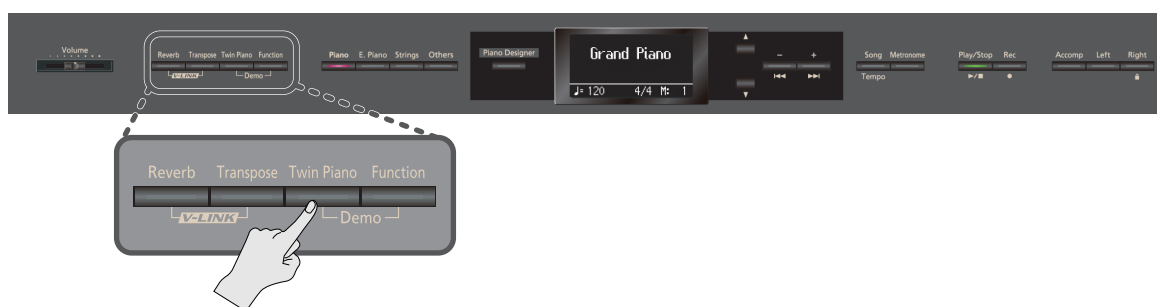 Volume
Reverb Transpose Twin Piano Function
V-LINK
Demo
Piano E. Piano Strings Others
Piano Designer
Grand Piano
♩= 120 4/4 M: 1
▲
▼
− +
⏮ ⏭
Song Metronome
Tempo
Play/Stop Rec
►/■ ●
Accomp Left Right
Reverb Transpose Twin Piano Function
V-LINK Demo